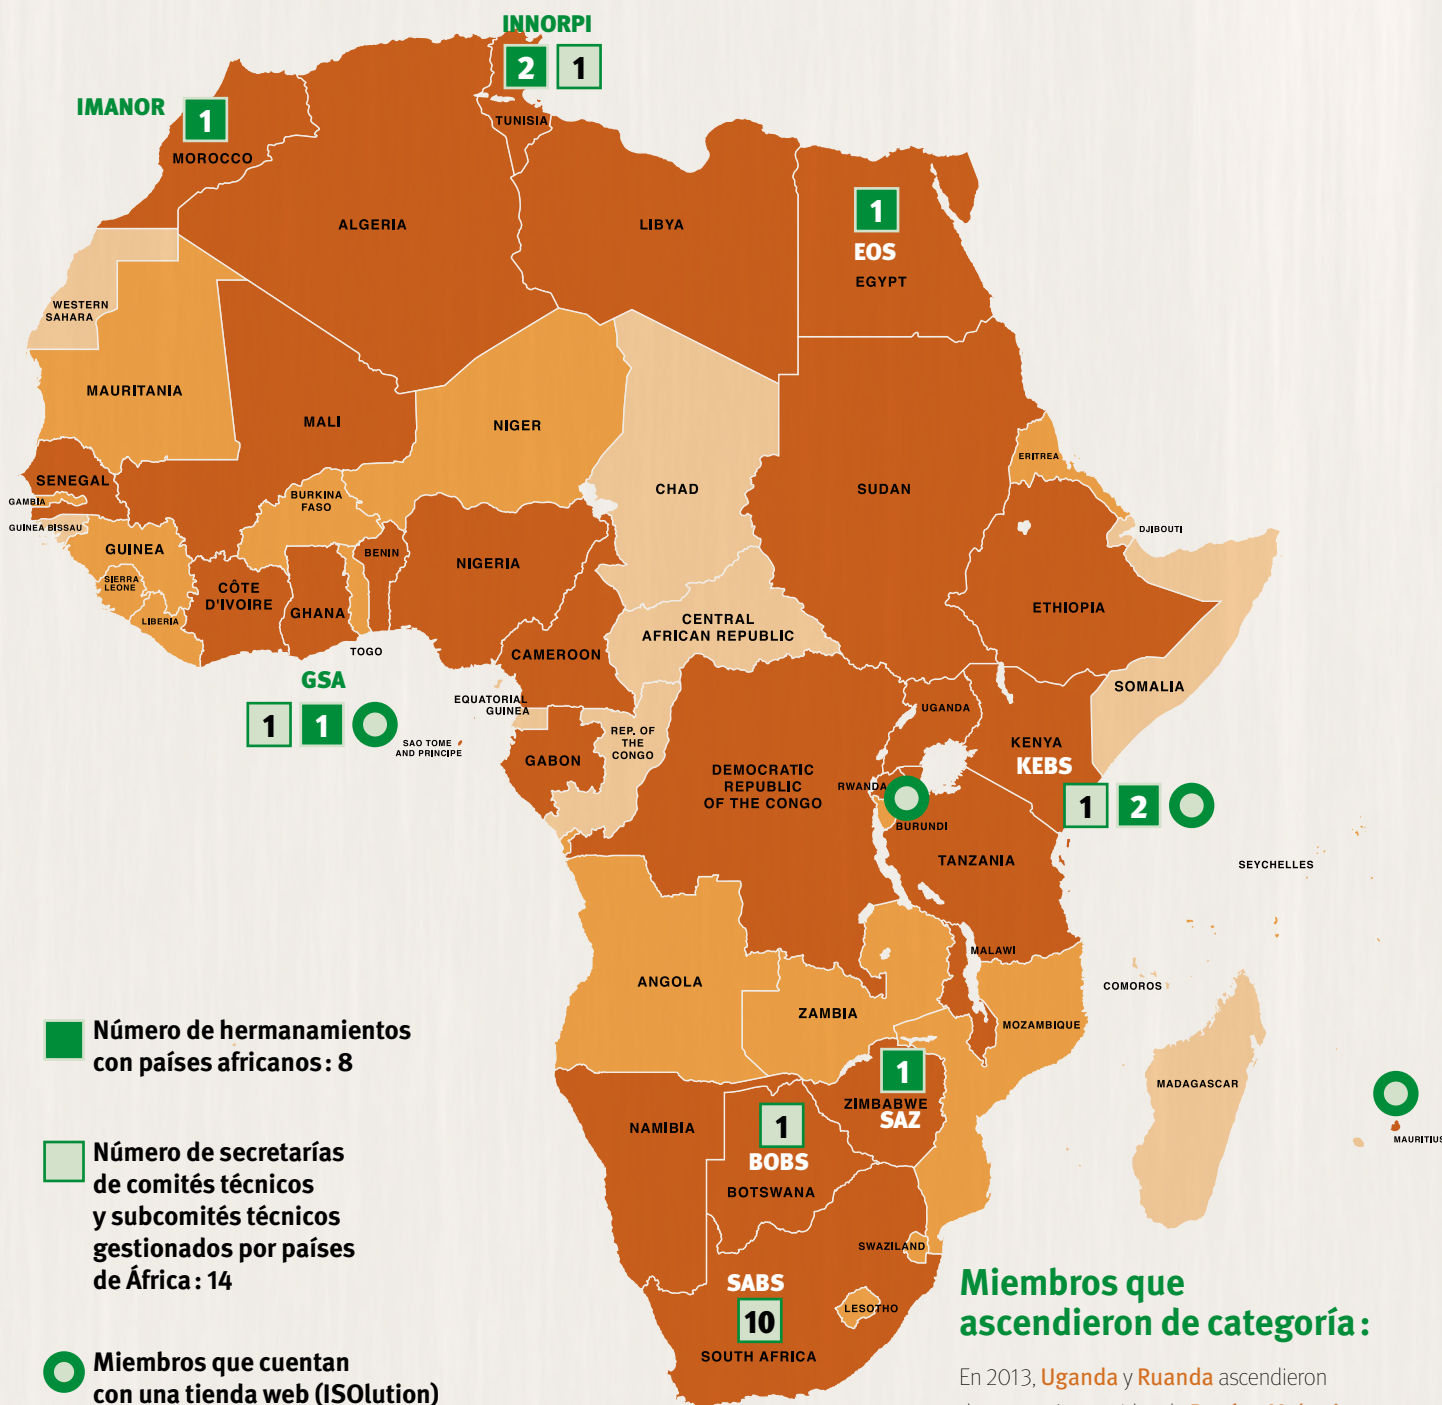 INNORPI
2 1
IMANOR
1
TUNISIA
MOROCCO
ALGERIA
LIBYA
1
EOS
EGYPT
WESTERN
SAHARA
MAURITANIA
MALI
NIGER
CHAD
SUDAN
ERITREA
SENEGAL
GAMBIA
GUINEA BISSAU
GUINEA
SIERRA
LEONE
LIBERIA
BURKINA
FASO
BENIN
NIGERIA
CÔTE
D'IVOIRE
GHANA
TOGO
DJIBOUTI
ETHIOPIA
CENTRAL
AFRICAN REPUBLIC
CAMEROON
SOMALIA
GSA
1 1
EQUATORIAL
GUINEA
SAO TOME
AND PRINCIPE
GABON
REP. OF
THE
CONGO
DEMOCRATIC
REPUBLIC
OF THE CONGO
UGANDA
KENYA
KEBS
1 2
RWANDA
BURUNDI
TANZANIA
SEYCHELLES
MALAWI
COMOROS
ANGOLA
ZAMBIA
MOZAMBIQUE
MADAGASCAR
MAURITIUS
1
ZIMBABWE
SAZ
NAMIBIA
1
BOBS
BOTSWANA
SWAZILAND
LESOTHO
SABS
10
SOUTH AFRICA
Número de hermanamientos
con países africanos : 8
Número de secretarías
de comités técnicos
y subcomités técnicos
gestionados por países
de África : 14
Miembros que cuentan
con una tienda web (ISOlution)
Miembros que
ascendieron de categoría :
En 2013, Uganda y Ruanda ascendieron